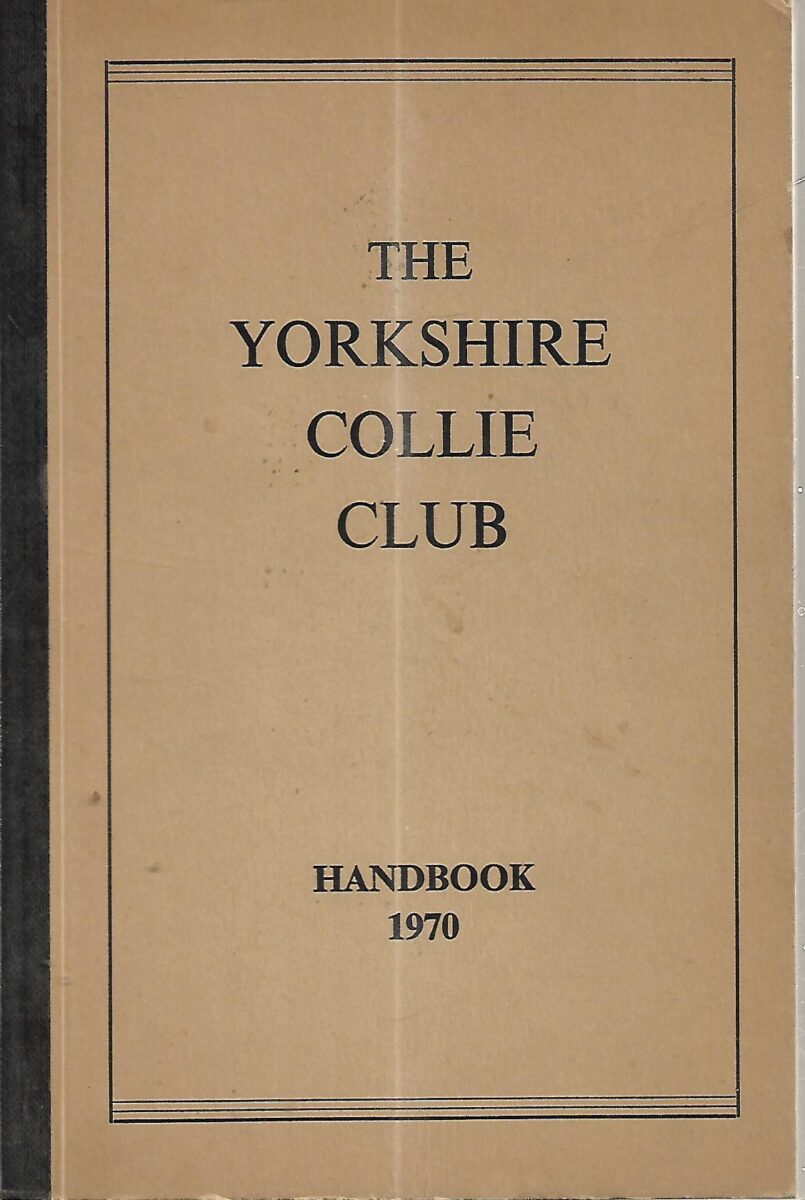 THE
YORKSHIRE
COLLIE
CLUB
HANDBOOK
1970